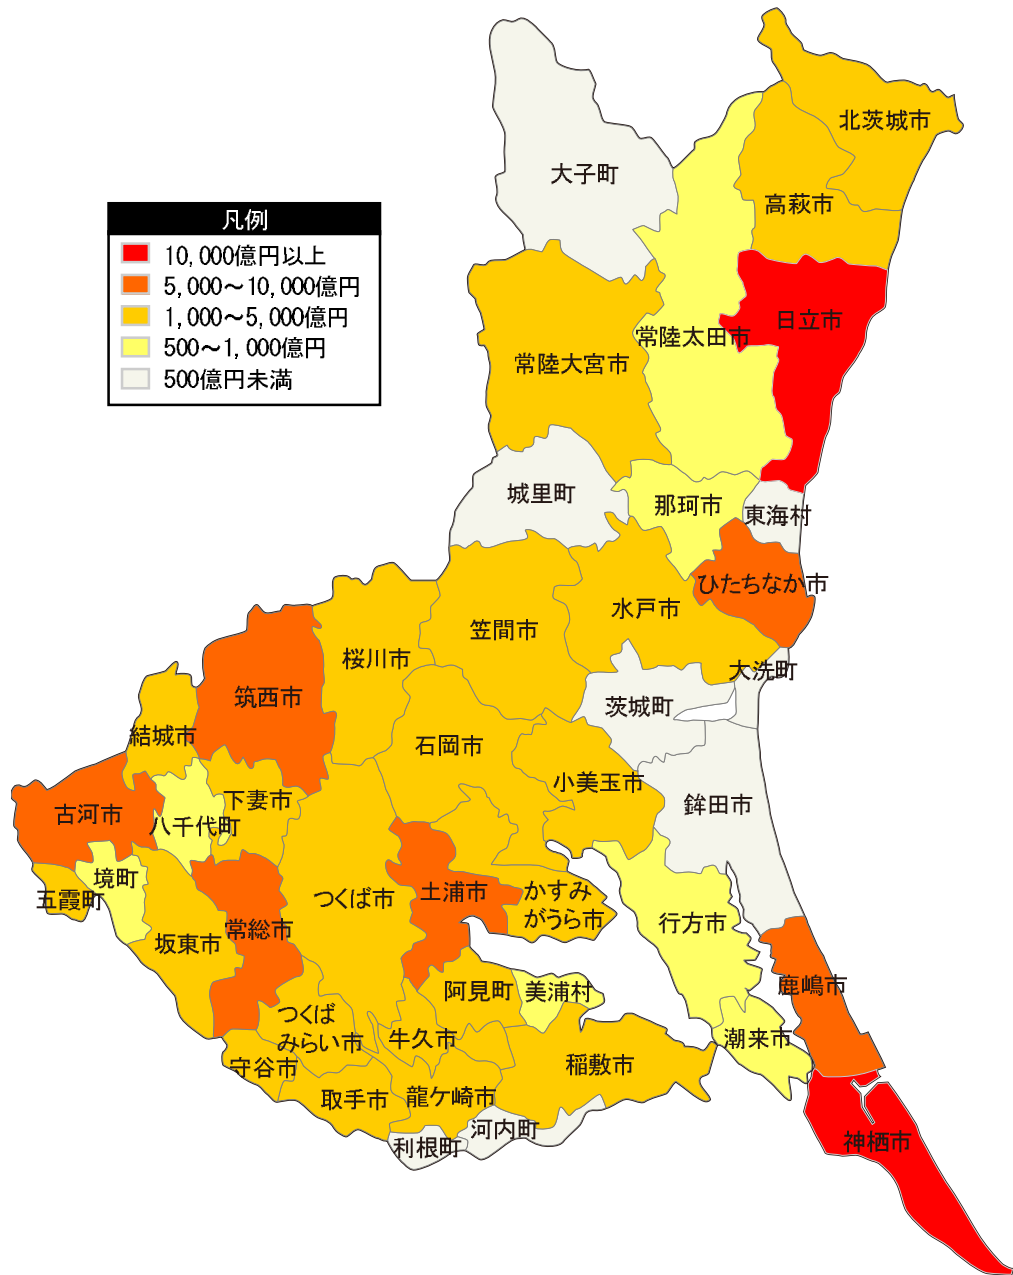 凡例
10,000億円以上
5,000～10,000億円
1,000～5,000億円
500～1,000億円
500億円未満
北茨城市
大子町
高萩市
日立市
常陸太田市
常陸大宮市
城里町
那珂市
東海村
ひたちなか市
水戸市
笠間市
桜川市
大洗町
筑西市
茨城町
結城市
石岡市
小美玉市
鉾田市
下妻市
古河市
八千代町
境町
五霞町
つくば市
土浦市
かすみ
がうら市
行方市
常総市
坂東市
鹿嶋市
阿見町
美浦村
つくば
みらい市
牛久市
潮来市
守谷市
稲敷市
取手市
龍ケ崎市
河内町
利根町
神栖市